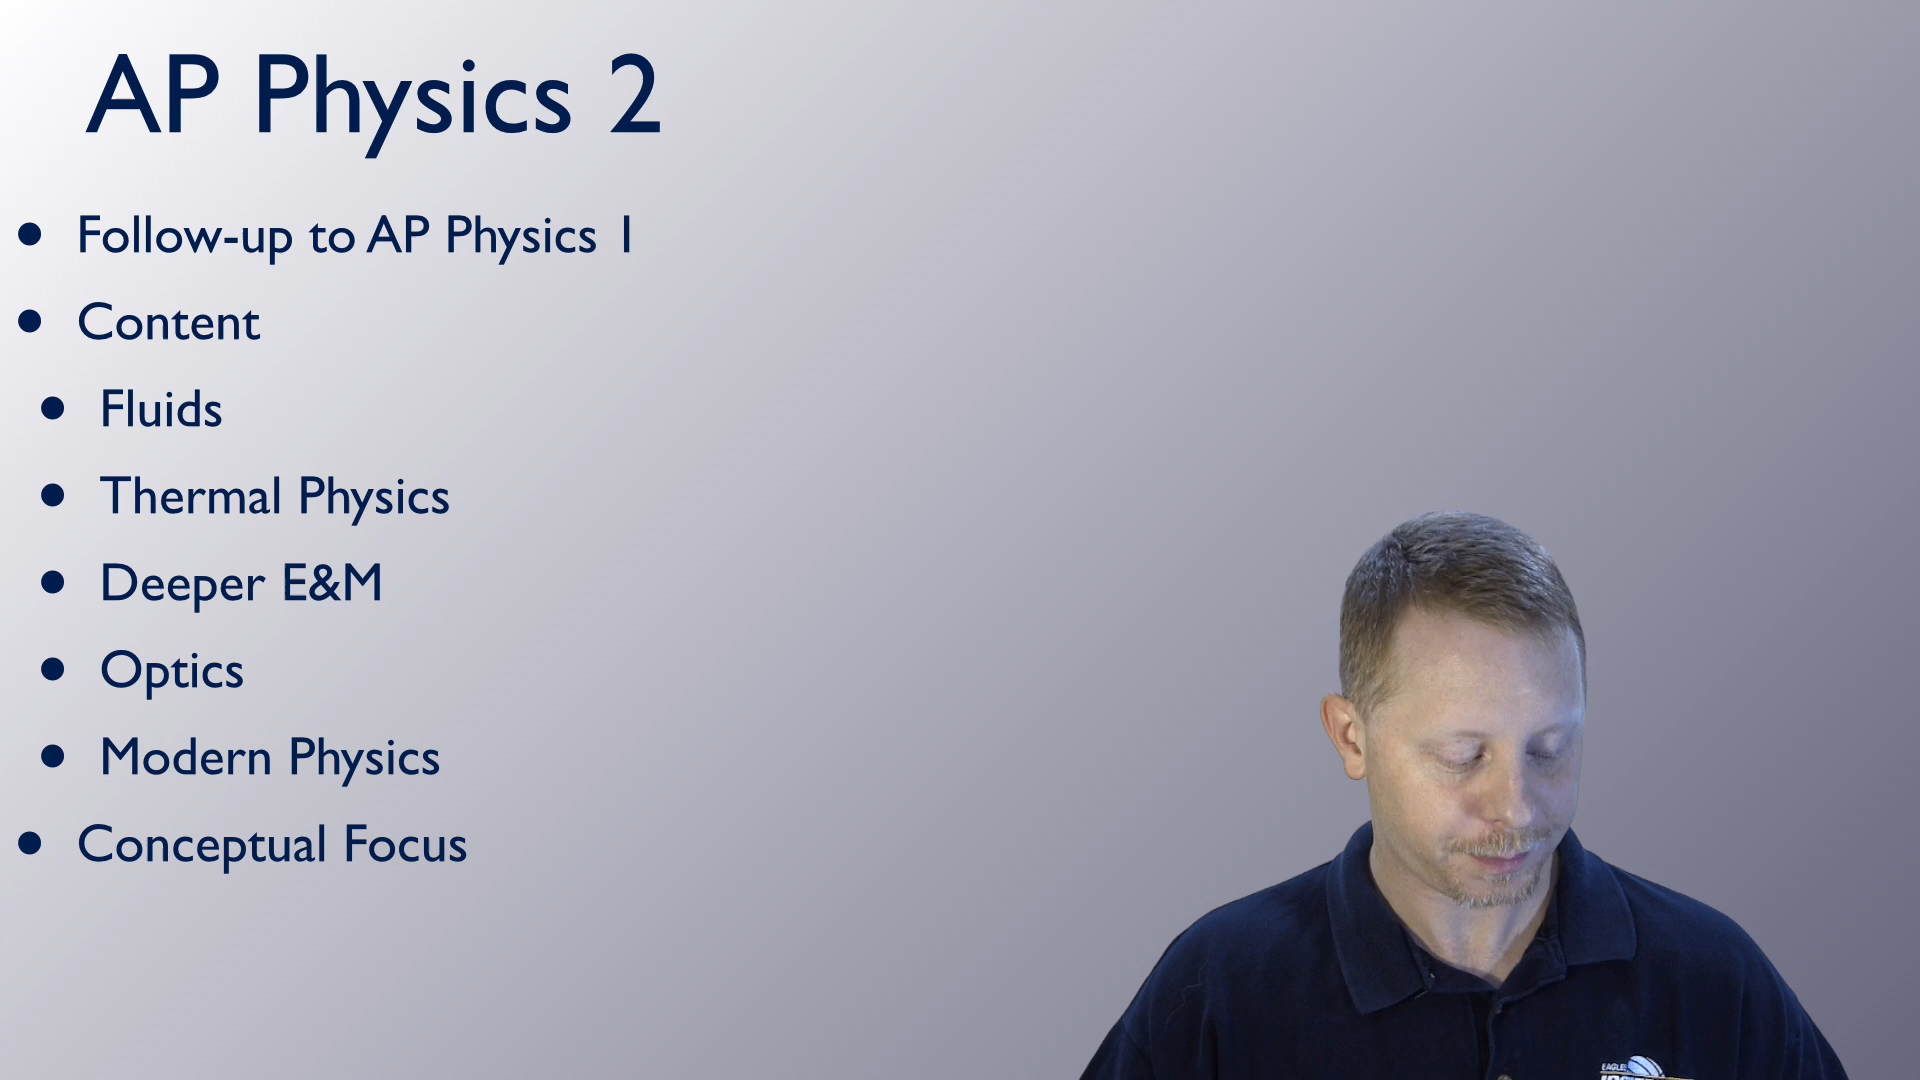 AP Physics 2
Follow-up to AP Physics 1
Content
Fluids
Thermal Physics
Deeper E&M
Optics
Modern Physics
Conceptual Focus
EAGLE